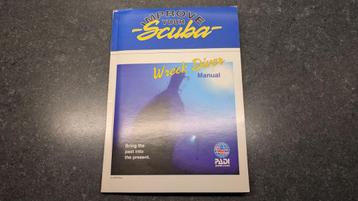 IMPROVE
YOUR
-Scuba-
Wreck Diver
Manual
Bring the
past into
the present.
PADI